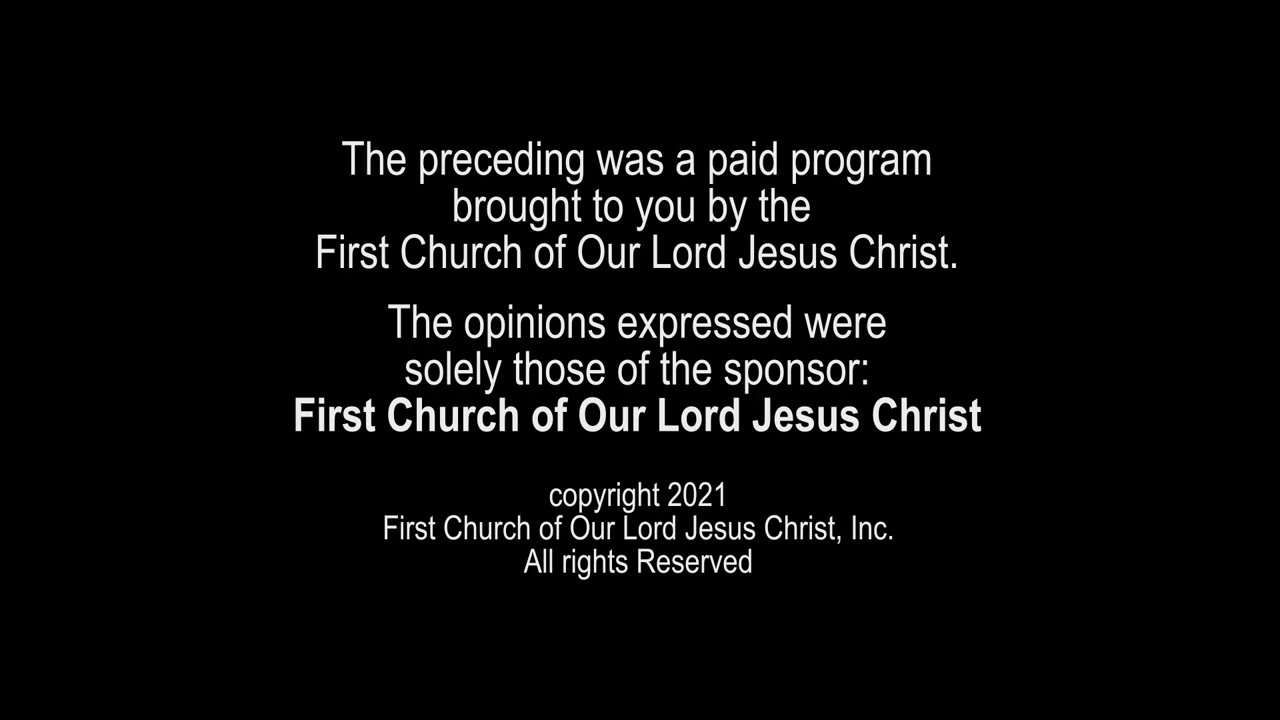 The preceding was a paid program
brought to you by the
First Church of Our Lord Jesus Christ.
The opinions expressed were
solely those of the sponsor:
First Church of Our Lord Jesus Christ
copyright 2021
First Church of Our Lord Jesus Christ, Inc.
All rights Reserved